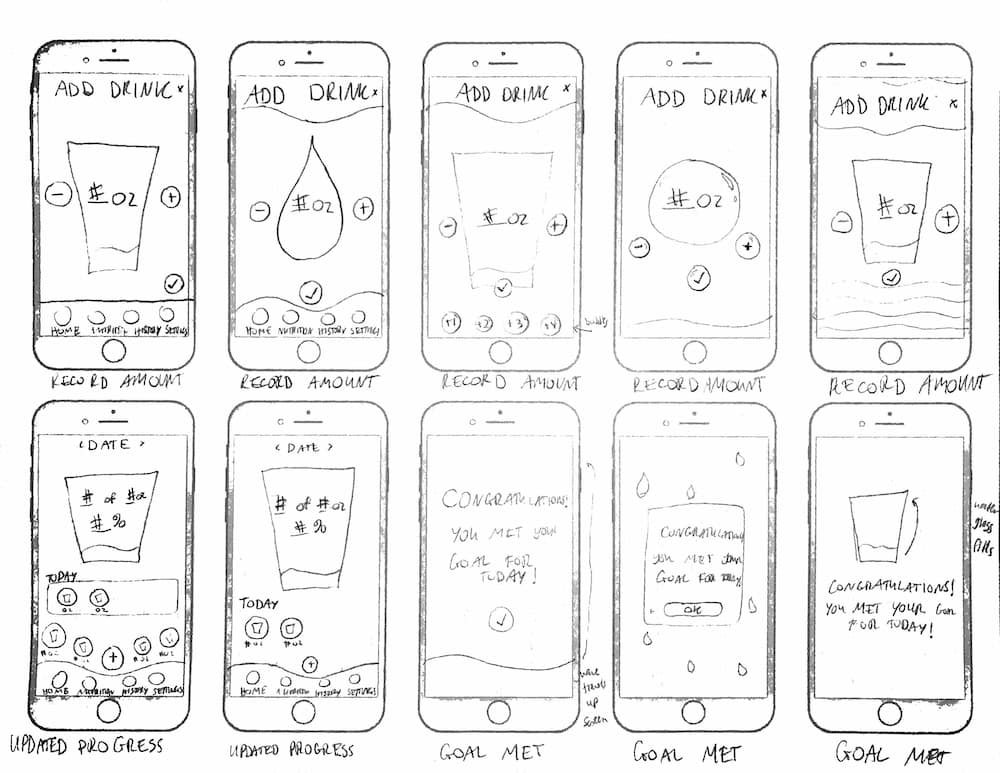 ADD DRINK x
# oz
HOME
HISTORY SETTINGS
RECORD AMOUNT
ADD DRINK x
# oz
HOME NUTRITION HISTORY SETTINGS
RECORD AMOUNT
ADD DRINK x
# oz
+1 +2 +3 +4
RECORD AMOUNT
ADD DRINK x
# oz
RECORD AMOUNT
ADD DRINK x
# oz
RECORD AMOUNT
< DATE >
# of #oz
# %
TODAY
oz oz
#oz #oz #oz #oz
HOME NUTRITION HISTORY SETTINGS
UPDATED PROGRESS
< DATE >
# of #oz
# %
TODAY
#oz #oz
HOME NUTRITION HISTORY SETTINGS
UPDATED PROGRESS
CONGRATULATIONS!
YOU MET YOUR
GOAL FOR
TODAY!
wave
travels
up
screen
GOAL MET
CONGRATULATIONS
YOU MET YOUR
GOAL FOR TODAY
OK
GOAL MET
water
glass
fills
CONGRATULATIONS!
YOU MET YOUR GOAL
FOR TODAY!
GOAL MET